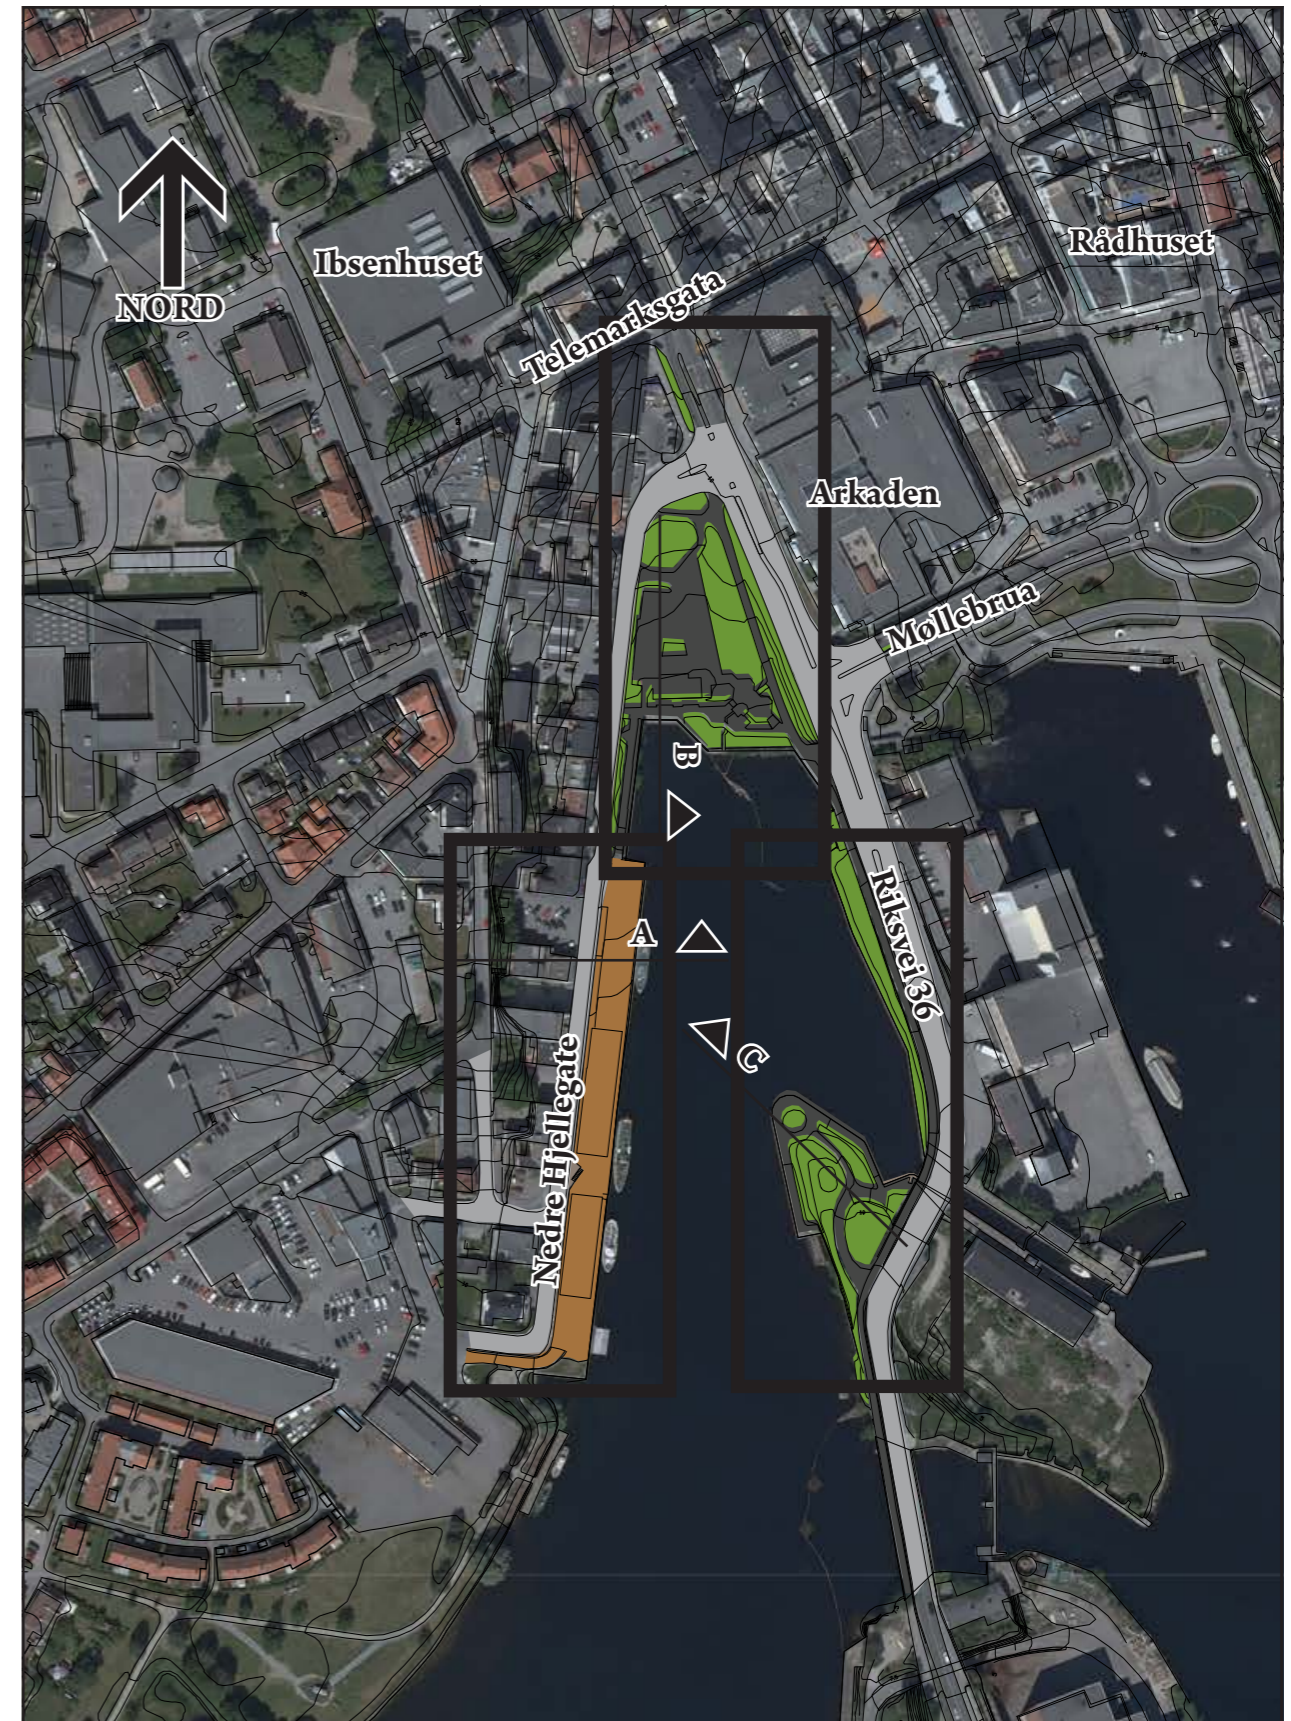 Rådhuset
Ibsenhuset
NORD
Telemarksgata
Arkaden
Møllebrua
B
Riksvei 36
A
C
Nedre Hjellegate